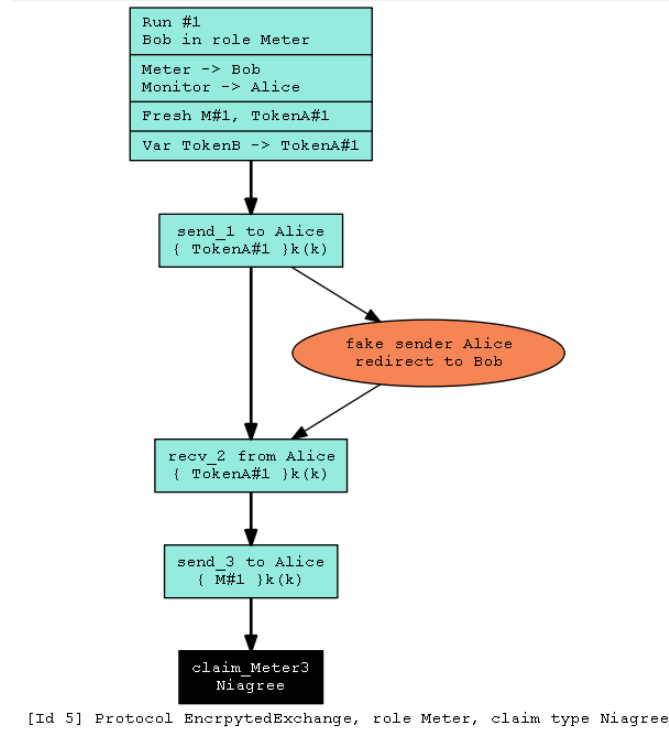 Run #1
Bob in role Meter
Meter -> Bob
Monitor -> Alice
Fresh M#1, TokenA#1
Var TokenB -> TokenA#1
send_1 to Alice
{ TokenA#1 }k(k)
fake sender Alice
redirect to Bob
recv_2 from Alice
{ TokenA#1 }k(k)
send_3 to Alice
{ M#1 }k(k)
claim_Meter3
Niagree
[Id 5] Protocol EncrpytedExchange, role Meter, claim type Niagree